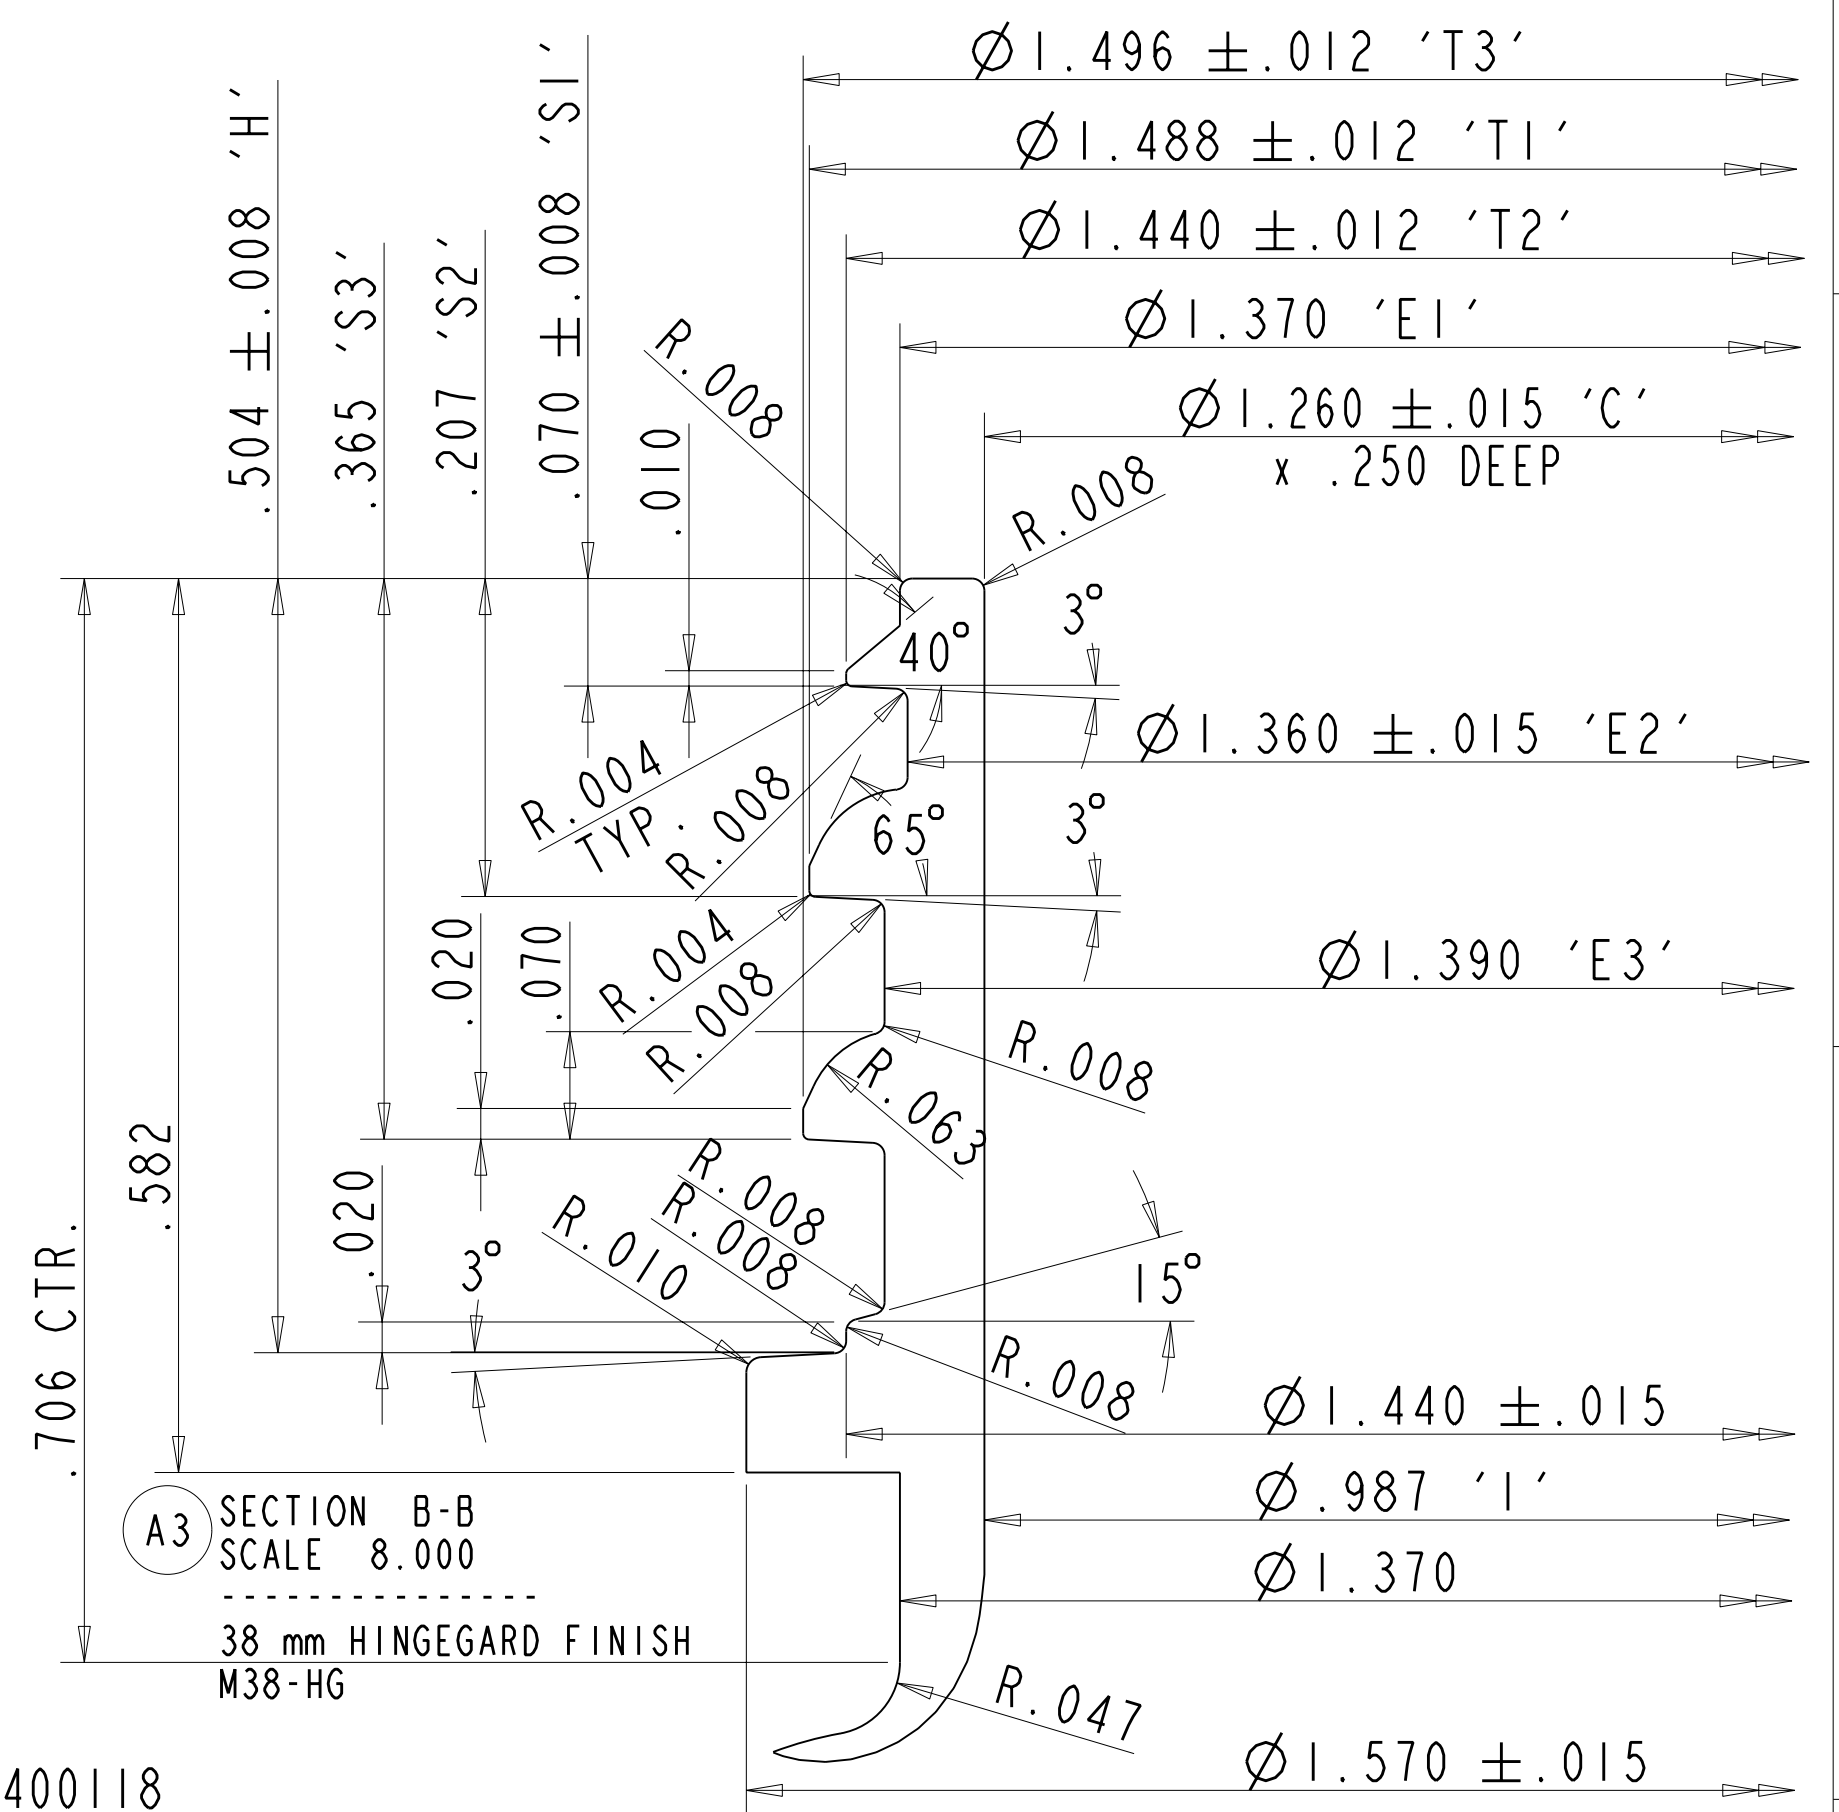 Ø1.496 ±.012 'T3'
Ø1.488 ±.012 'T1'
Ø1.440 ±.012 'T2'
Ø1.370 'E1'
Ø1.260 ±.015 'C'
x .250 DEEP
.504 ±.008 'H'
.365 'S3'
.207 'S2'
.070 ±.008 'S1'
.010
R.008
R.008
3°
40°
Ø1.360 ±.015 'E2'
R.004
TYP.
R.008
65°
3°
.020
.070
R.004
R.008
Ø1.390 'E3'
R.008
R.063
.582
.020
3°
R.008
R.008
R.010
15°
.706 CTR.
R.008
Ø1.440 ±.015
Ø.987 'I'
Ø1.370
A3
SECTION B-B
SCALE 8.000
---------------
38 mm HINGEGARD FINISH
M38-HG
R.047
Ø1.570 ±.015
400118